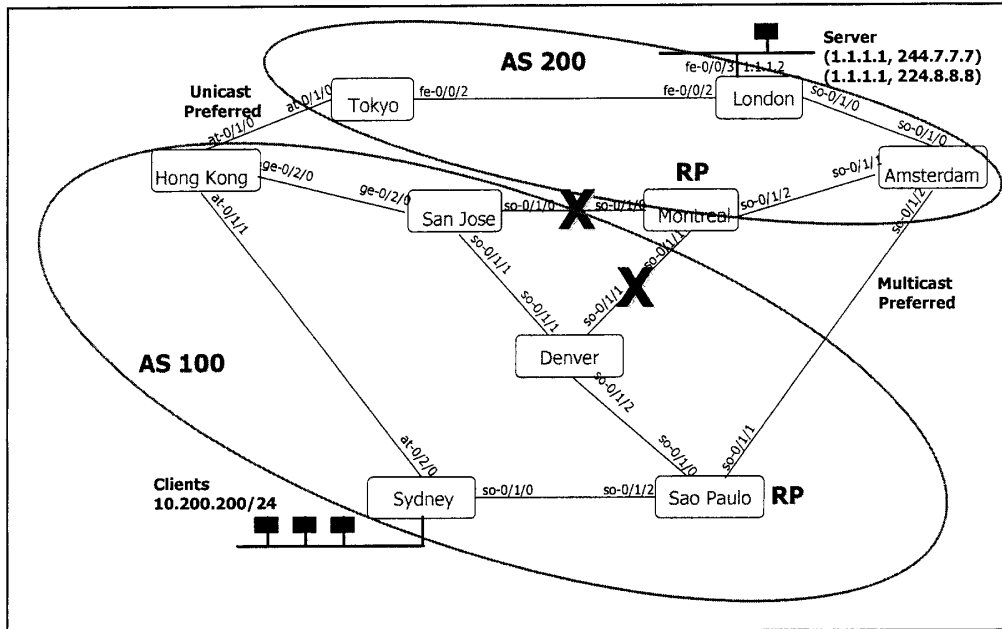 AS 200
Server
(1.1.1.1, 244.7.7.7)
(1.1.1.1, 224.8.8.8)
fe-0/0/3
1.1.1.2
Unicast
Preferred
at-0/1/0
at-0/1/0
Tokyo
fe-0/0/2
fe-0/0/2
London
so-0/1/0
so-0/1/0
Hong Kong
ge-0/2/0
ge-0/2/0
San Jose
so-0/1/0
X
so-0/1/0
RP
Montreal
so-0/1/2
so-0/1/1
Amsterdam
so-0/1/2
at-0/1/1
so-0/1/1
so-0/1/1
so-0/1/1
X
so-0/1/1
Multicast
Preferred
AS 100
Denver
so-0/1/2
at-0/2/0
so-0/1/0
so-0/1/1
Clients
10.200.200/24
Sydney
so-0/1/0
so-0/1/2
Sao Paulo
RP